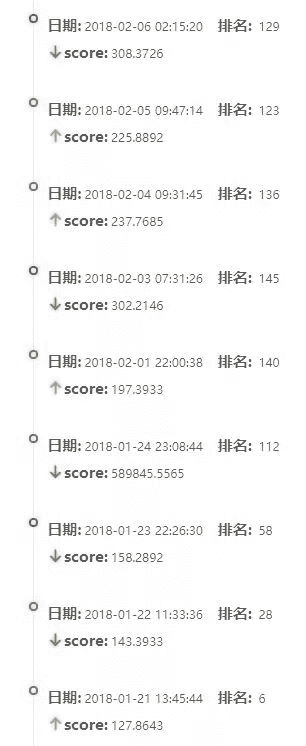 日期: 2018-02-06 02:15:20 排名: 129
↓score: 308.3726
日期: 2018-02-05 09:47:14 排名: 123
↑score: 225.8892
日期: 2018-02-04 09:31:45 排名: 136
↑score: 237.7685
日期: 2018-02-03 07:31:26 排名: 145
↓score: 302.2146
日期: 2018-02-01 22:00:38 排名: 140
↑score: 197.3933
日期: 2018-01-24 23:08:44 排名: 112
↓score: 589845.5565
日期: 2018-01-23 22:26:30 排名: 58
↓score: 158.2892
日期: 2018-01-22 11:33:36 排名: 28
↓score: 143.3933
日期: 2018-01-21 13:45:44 排名: 6
↑score: 127.8643